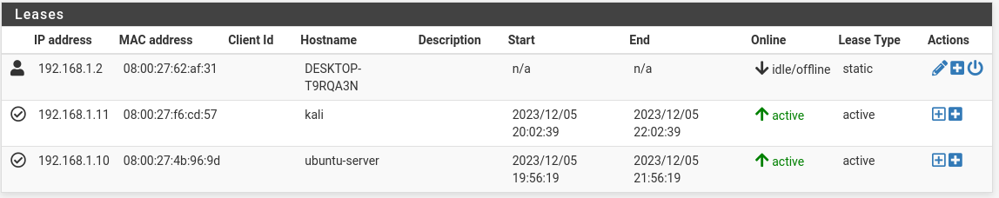 Leases
IP address MAC address Client Id Hostname Description Start End Online Lease Type Actions
192.168.1.2 08:00:27:62:af:31 DESKTOP- n/a n/a idle/offline static
T9RQA3N
192.168.1.11 08:00:27:f6:cd:57 kali 2023/12/05 2023/12/05 active active
20:02:39 22:02:39
192.168.1.10 08:00:27:4b:96:9d ubuntu-server 2023/12/05 2023/12/05 active active
19:56:19 21:56:19